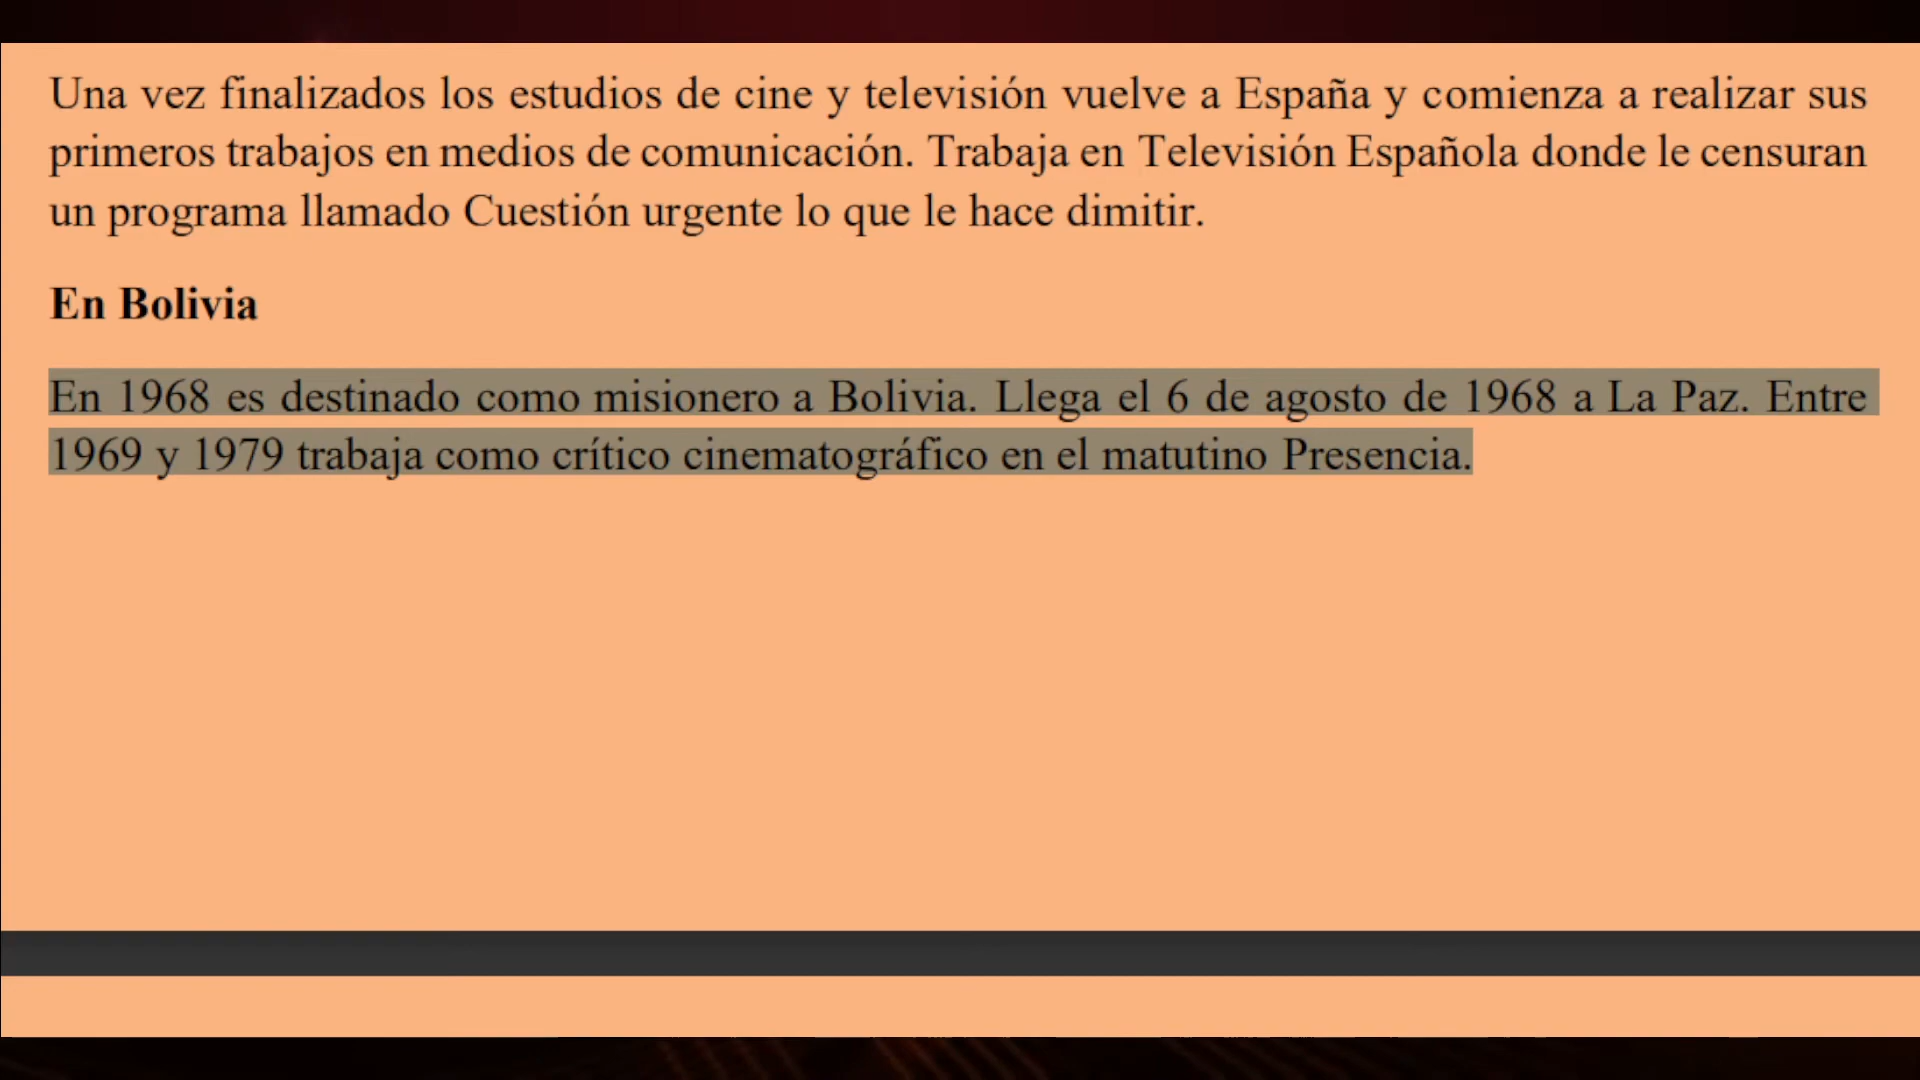 Una vez finalizados los estudios de cine y televisión vuelve a España y comienza a realizar sus
primeros trabajos en medios de comunicación. Trabaja en Televisión Española donde le censuran
un programa llamado Cuestión urgente lo que le hace dimitir.
En Bolivia
En 1968 es destinado como misionero a Bolivia. Llega el 6 de agosto de 1968 a La Paz. Entre
1969 y 1979 trabaja como crítico cinematográfico en el matutino Presencia.